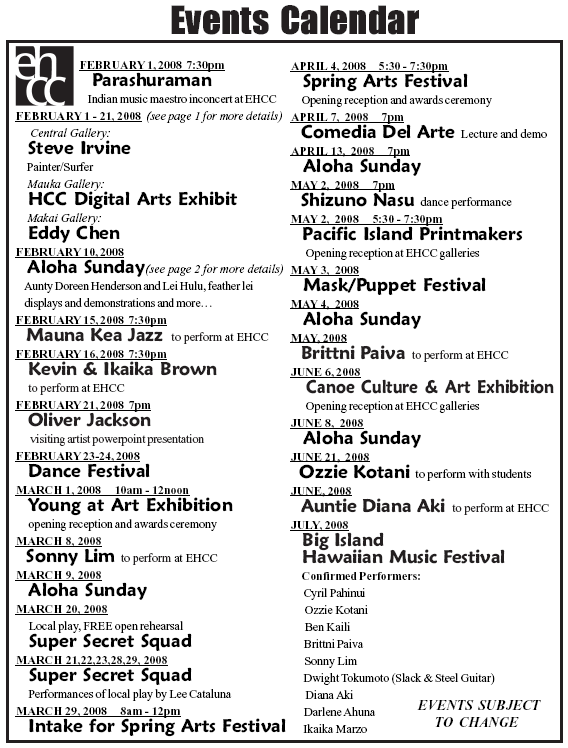 Events Calendar
eh
cc
FEBRUARY 1, 2008 7:30pm
Parashuraman
Indian music maestro inconcert at EHCC
FEBRUARY 1 - 21, 2008 (see page 1 for more details)
Central Gallery:
Steve Irvine
Painter/Surfer
Mauka Gallery:
HCC Digital Arts Exhibit
Makai Gallery:
Eddy Chen
FEBRUARY 10, 2008
Aloha Sunday (see page 2 for more details)
Aunty Doreen Henderson and Lei Hulu, feather lei
displays and demonstrations and more…
FEBRUARY 15, 2008 7:30pm
Mauna Kea Jazz to perform at EHCC
FEBRUARY 16, 2008 7:30pm
Kevin & Ikaika Brown
to perform at EHCC
FEBRUARY 21, 2008 7pm
Oliver Jackson
visiting artist powerpoint presentation
FEBRUARY 23-24, 2008
Dance Festival
MARCH 1, 2008 10am - 12noon
Young at Art Exhibition
opening reception and awards ceremony
MARCH 8, 2008
Sonny Lim to perform at EHCC
MARCH 9, 2008
Aloha Sunday
MARCH 20, 2008
Local play, FREE open rehearsal
Super Secret Squad
MARCH 21,22,23,28,29, 2008
Super Secret Squad
Performances of local play by Lee Cataluna
MARCH 29, 2008 8am - 12pm
Intake for Spring Arts Festival
APRIL 4, 2008 5:30 - 7:30pm
Spring Arts Festival
Opening reception and awards ceremony
APRIL 7, 2008 7pm
Comedia Del Arte Lecture and demo
APRIL 13, 2008 7pm
Aloha Sunday
MAY 2, 2008 7pm
Shizuno Nasu dance performance
MAY 2, 2008 5:30 - 7:30pm
Pacific Island Printmakers
Opening reception at EHCC galleries
MAY 3, 2008
Mask/Puppet Festival
MAY 4, 2008
Aloha Sunday
MAY, 2008
Brittni Paiva to perform at EHCC
JUNE 6, 2008
Canoe Culture & Art Exhibition
Opening reception at EHCC galleries
JUNE 8, 2008
Aloha Sunday
JUNE 21, 2008
Ozzie Kotani to perform with students
JUNE, 2008
Auntie Diana Aki to perform at EHCC
JULY, 2008
Big Island
Hawaiian Music Festival
Confirmed Performers:
Cyril Pahinui
Ozzie Kotani
Ben Kaili
Brittni Paiva
Sonny Lim
Dwight Tokumoto (Slack & Steel Guitar)
Diana Aki
Darlene Ahuna
Ikaika Marzo
EVENTS SUBJECT
TO CHANGE